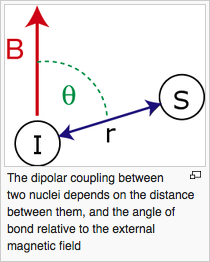 B
θ
S
r
I
The dipolar coupling between
two nuclei depends on the distance
between them, and the angle of
bond relative to the external
magnetic field